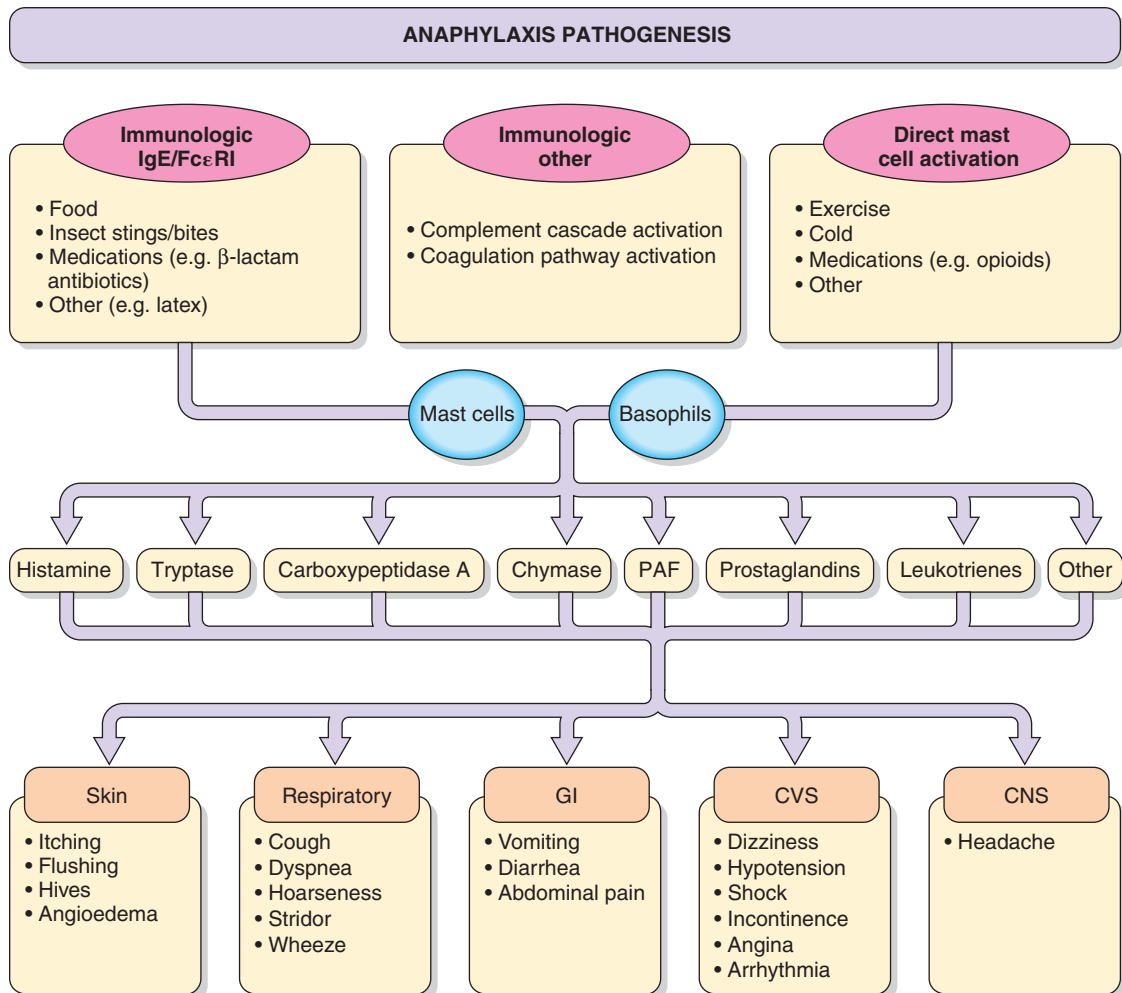 ANAPHYLAXIS PATHOGENESIS
Immunologic
IgE/FcεRI
• Food
• Insect stings/bites
• Medications (e.g. β-lactam
antibiotics)
• Other (e.g. latex)
Immunologic
other
• Complement cascade activation
• Coagulation pathway activation
Direct mast
cell activation
• Exercise
• Cold
• Medications (e.g. opioids)
• Other
Mast cells
Basophils
Histamine
Tryptase
Carboxypeptidase A
Chymase
PAF
Prostaglandins
Leukotrienes
Other
Skin
• Itching
• Flushing
• Hives
• Angioedema
Respiratory
• Cough
• Dyspnea
• Hoarseness
• Stridor
• Wheeze
GI
• Vomiting
• Diarrhea
• Abdominal pain
CVS
• Dizziness
• Hypotension
• Shock
• Incontinence
• Angina
• Arrhythmia
CNS
• Headache